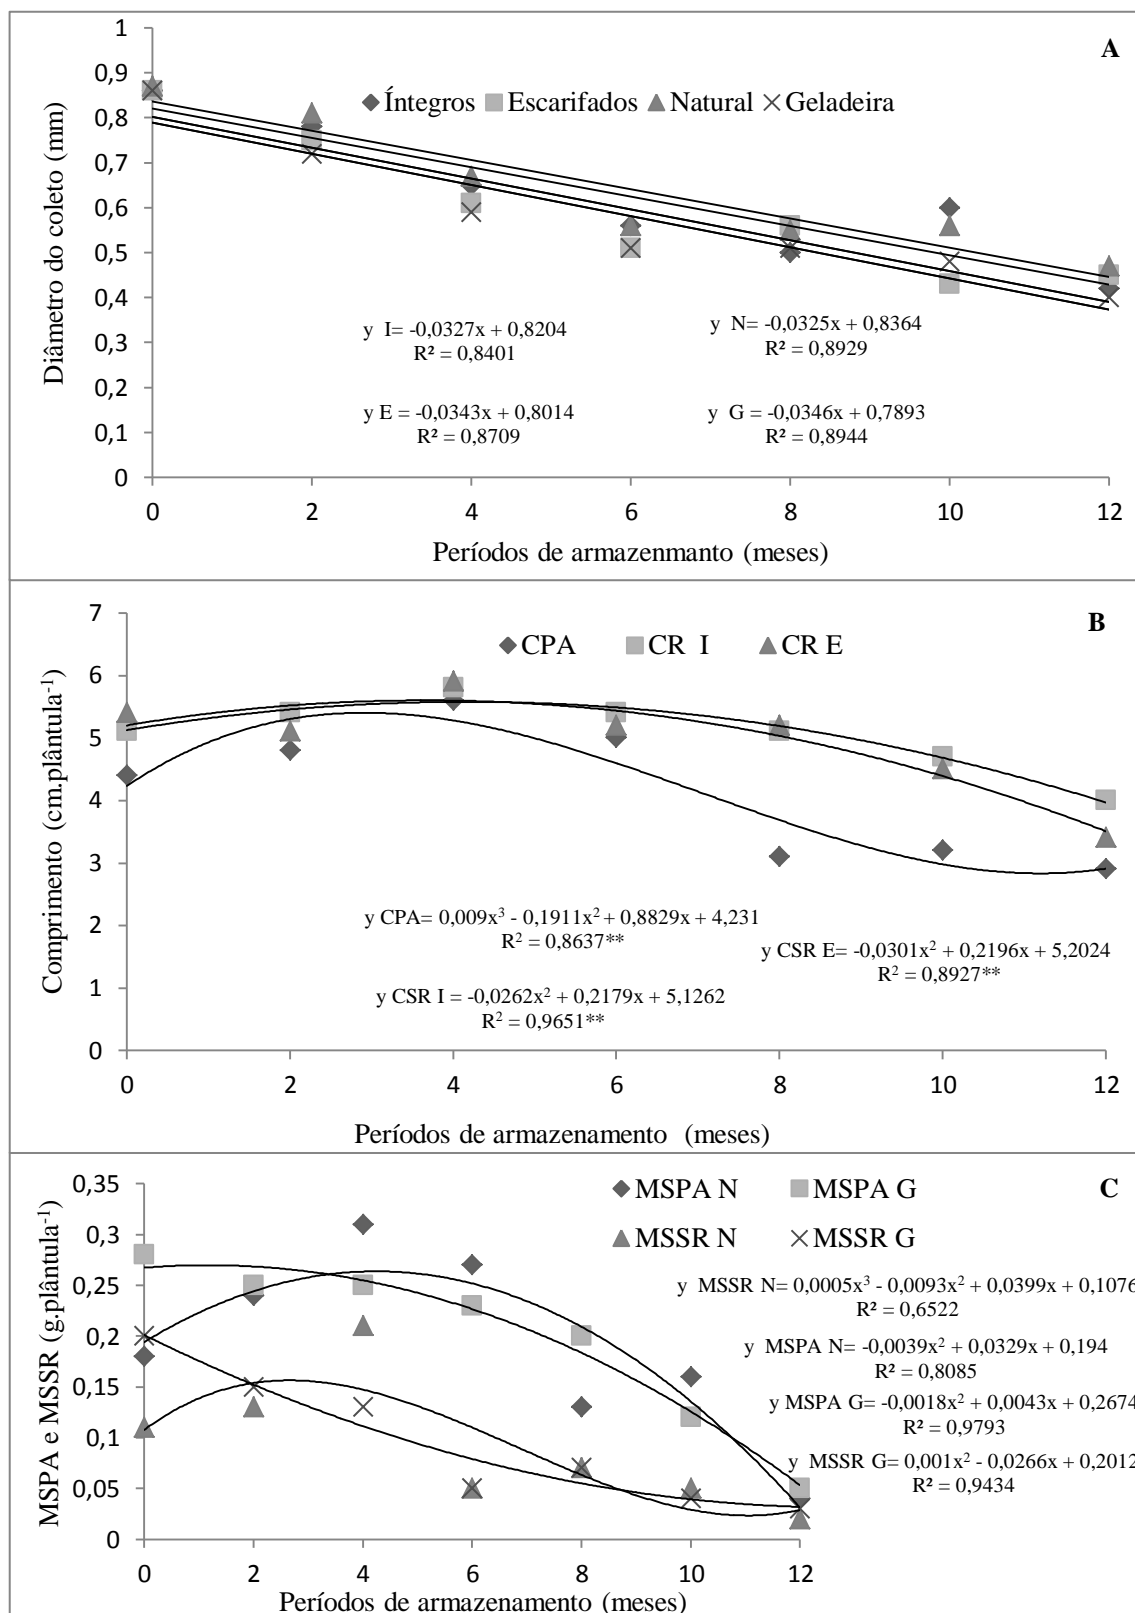 A
◆Íntegros ■Escarifados ▲Natural ×Geladeira
Diâmetro do coleto (mm)
1
0,9
0,8
0,7
0,6
0,5
0,4
0,3
0,2
0,1
0
y I= -0,0327x + 0,8204
R² = 0,8401
y N= -0,0325x + 0,8364
R² = 0,8929
y E = -0,0343x + 0,8014
R² = 0,8709
y G = -0,0346x + 0,7893
R² = 0,8944
0 2 4 6 8 10 12
Períodos de armazenmanto (meses)
B
◆CPA ■CR I ▲CR E
Comprimento (cm.plântula⁻¹)
7
6
5
4
3
2
1
0
y CPA= 0,009x³ - 0,1911x² + 0,8829x + 4,231
R² = 0,8637**
y CSR E= -0,0301x² + 0,2196x + 5,2024
R² = 0,8927**
y CSR I = -0,0262x² + 0,2179x + 5,1262
R² = 0,9651**
0 2 4 6 8 10 12
Períodos de armazenamento (meses)
C
◆MSPA N ■MSPA G
▲MSSR N ×MSSR G
MSPA e MSSR (g.plântula⁻¹)
0,35
0,3
0,25
0,2
0,15
0,1
0,05
0
y MSSR N= 0,0005x³ - 0,0093x² + 0,0399x + 0,1076
R² = 0,6522
y MSPA N= -0,0039x² + 0,0329x + 0,194
R² = 0,8085
y MSPA G= -0,0018x² + 0,0043x + 0,2674
R² = 0,9793
y MSSR G= 0,001x² - 0,0266x + 0,2012
R² = 0,9434
0 2 4 6 8 10 12
Períodos de armazenamento (meses)